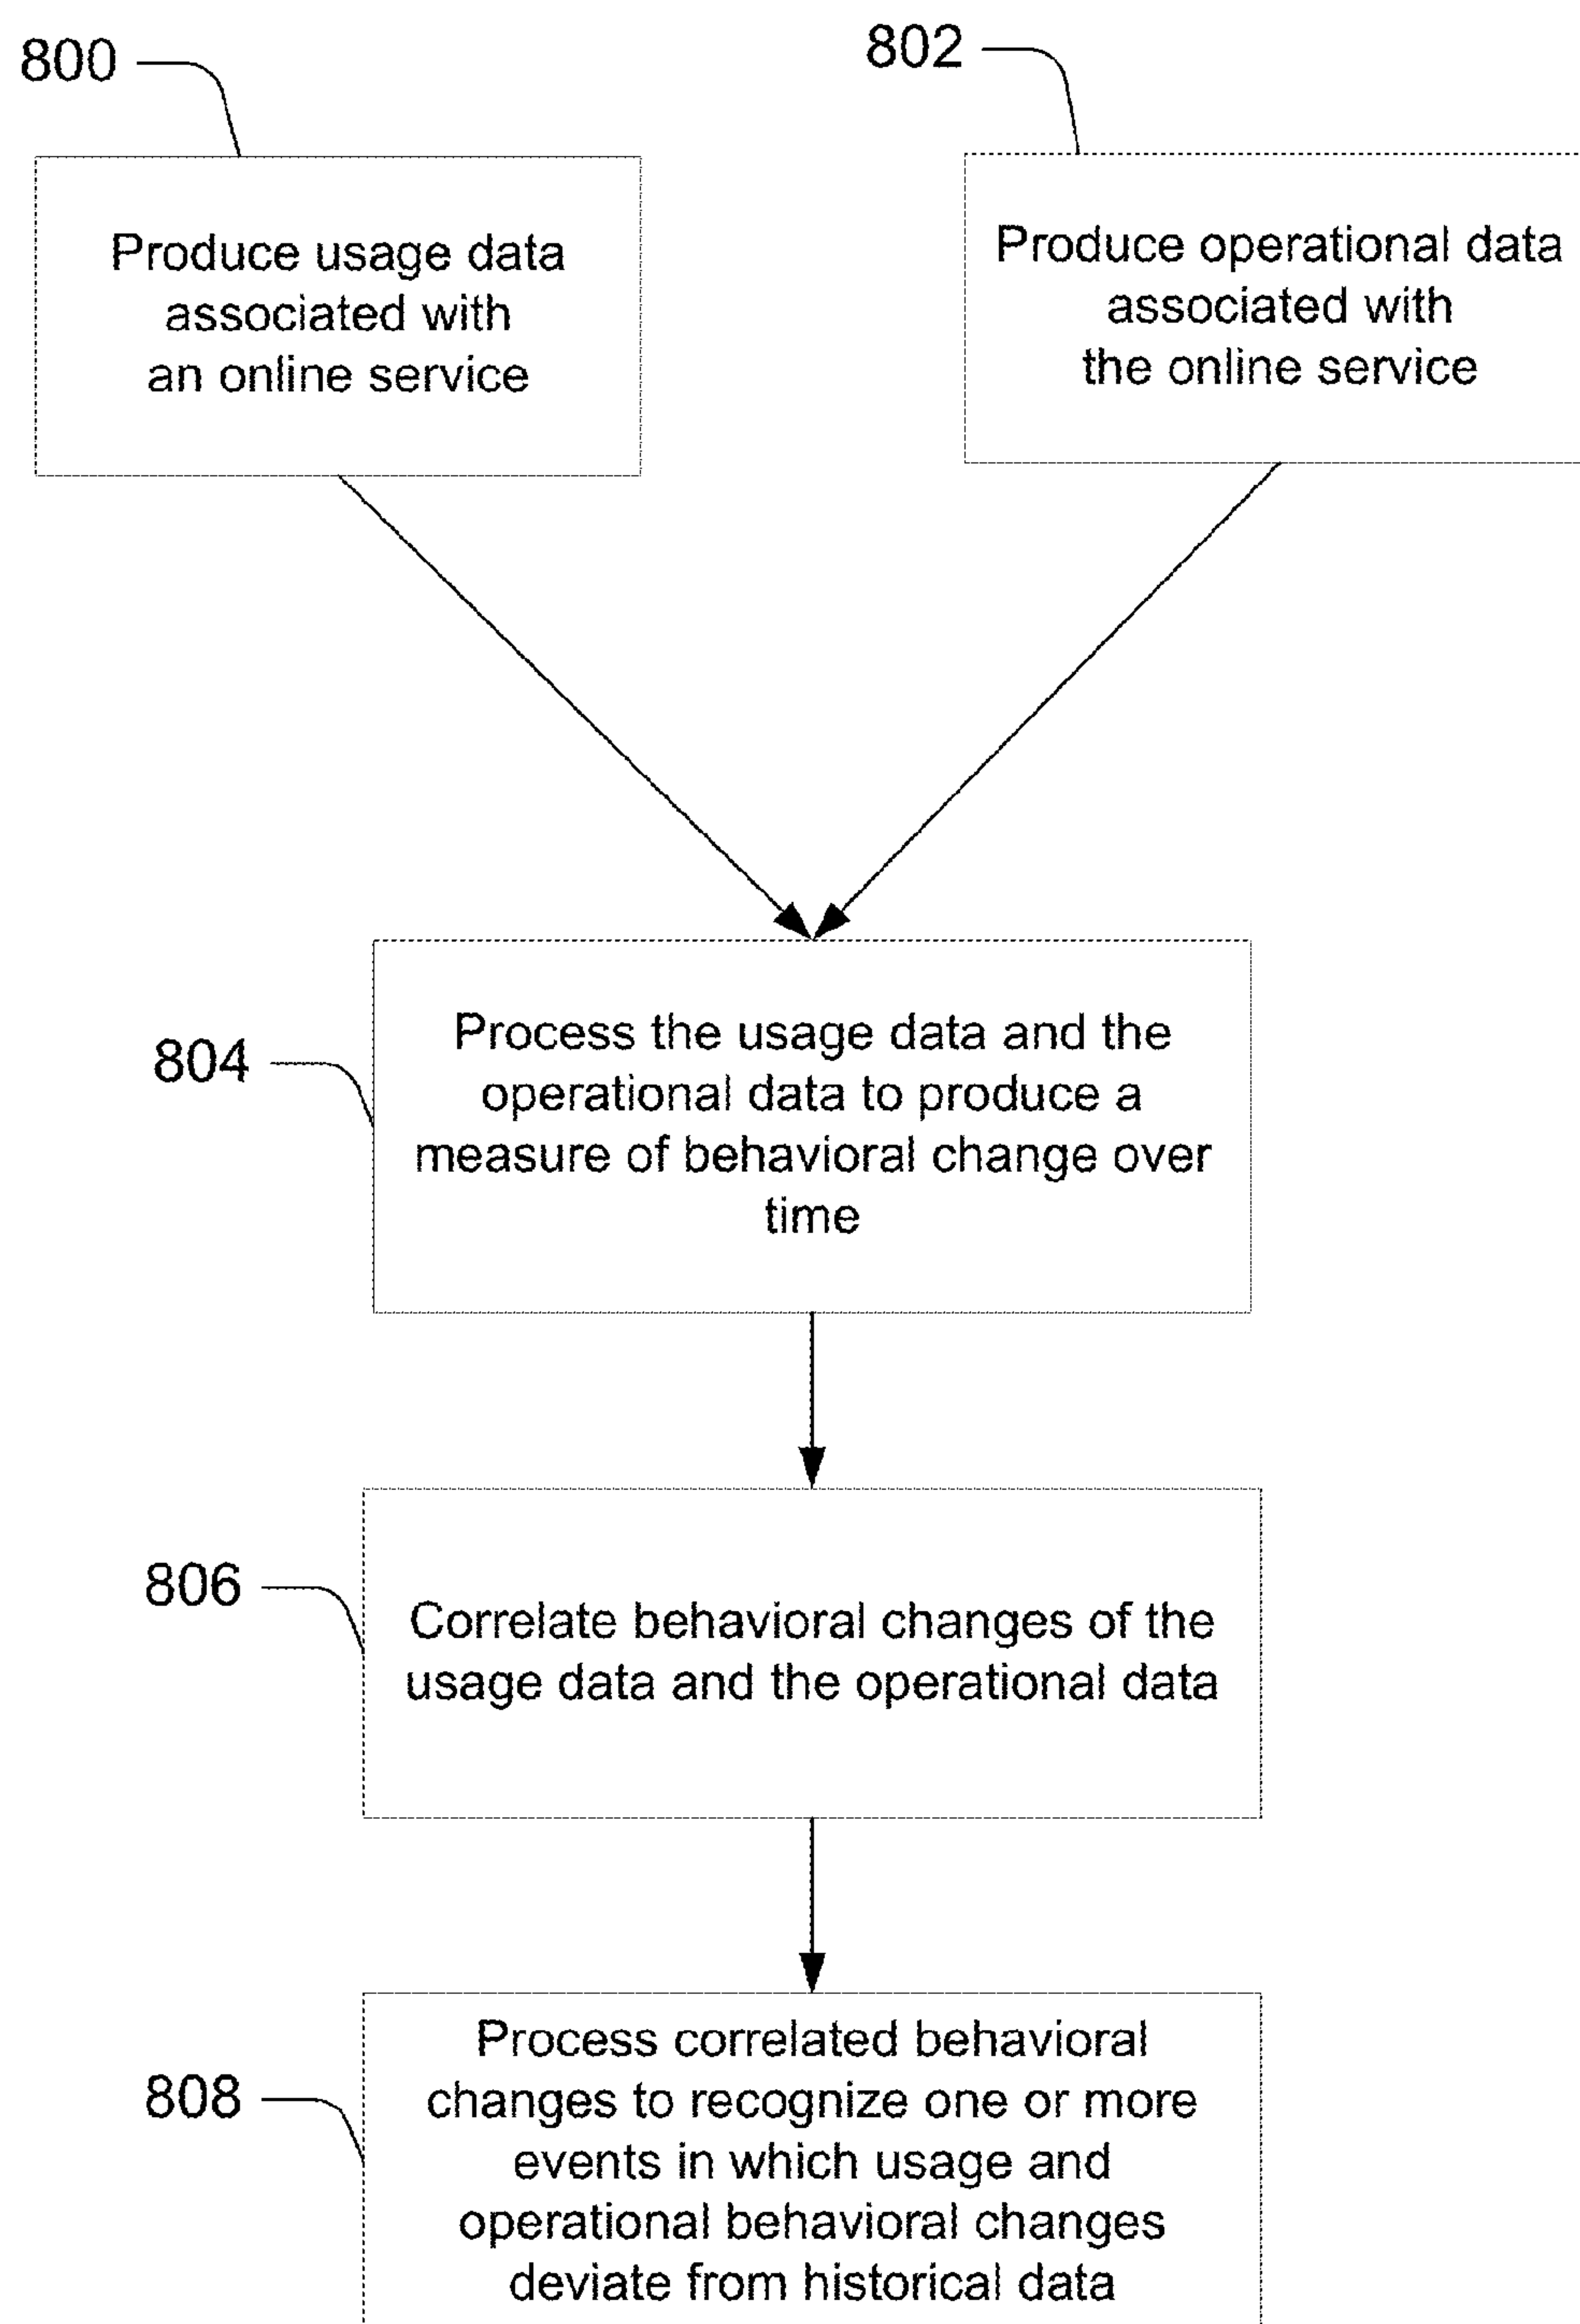 800
802
Produce usage data
associated with
an online service
Produce operational data
associated with
the online service
804
Process the usage data and the
operational data to produce a
measure of behavioral change over
time
806
Correlate behavioral changes of the
usage data and the operational data
808
Process correlated behavioral
changes to recognize one or more
events in which usage and
operational behavioral changes
deviate from historical data